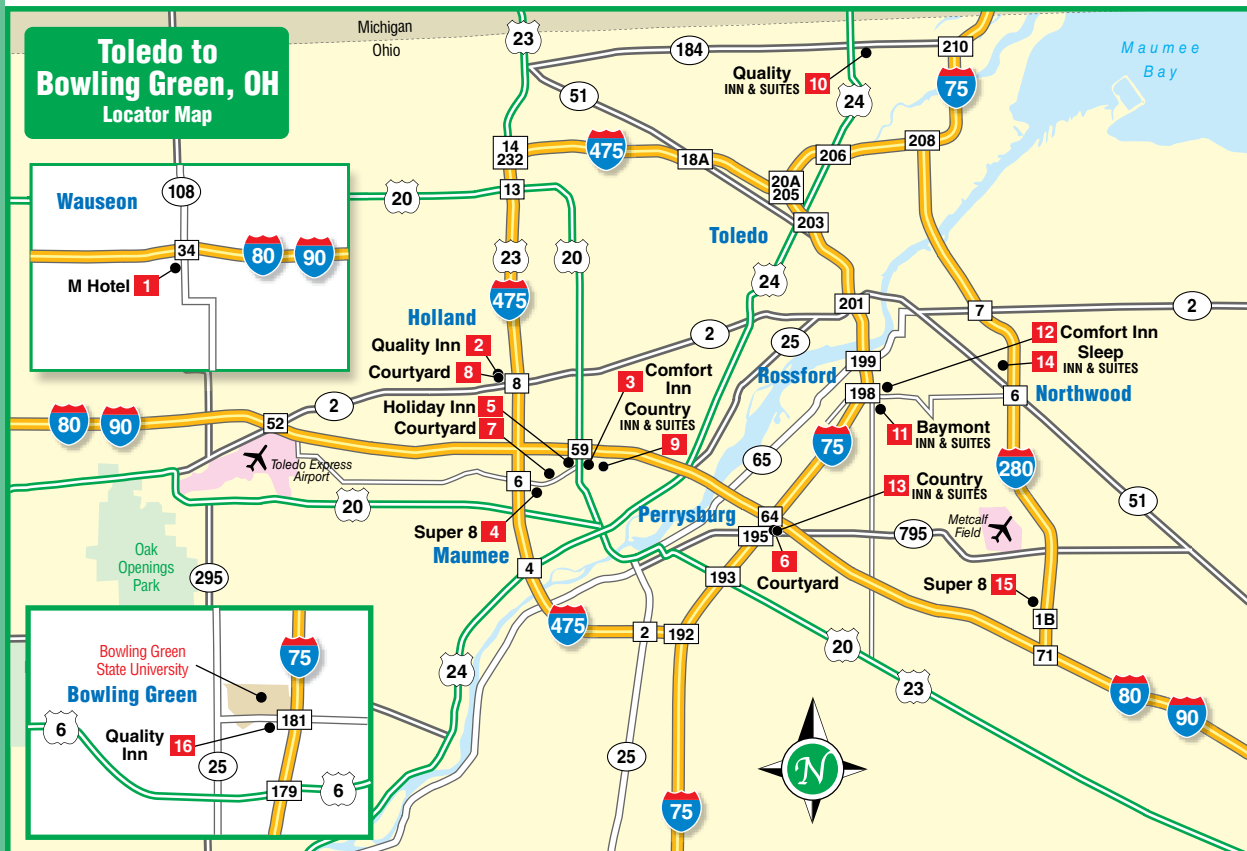 Toledo to
Bowling Green, OH
Locator Map
Michigan
Ohio
23
184
210
Maumee
Bay
Quality
INN & SUITES
10
51
24
75
14
232
475
18A
206
208
20A
205
203
13
20
Toledo
Wauseon
108
34
80
90
M Hotel 1
23
20
24
475
Holland
201
7
2
2
25
Quality Inn 2
Courtyard 8
8
3 Comfort
Inn
199
Rossford
198
12 Comfort Inn
Sleep
14 INN & SUITES
6
Northwood
80
90
52
2
Holiday Inn 5
Courtyard 7
Country
INN & SUITES
9
59
11 Baymont
INN & SUITES
75
65
280
Toledo Express
Airport
6
20
Super 8 4
Maumee
Perrysburg
64
195
13 Country
INN & SUITES
795
Metcalf
Field
51
6
Courtyard
Oak
Openings
Park
295
4
193
Super 8 15
1B
71
475
2
192
20
23
80
90
24
25
75
N
Bowling Green
State University
Bowling Green
75
6
181
Quality
Inn
16
25
179
6